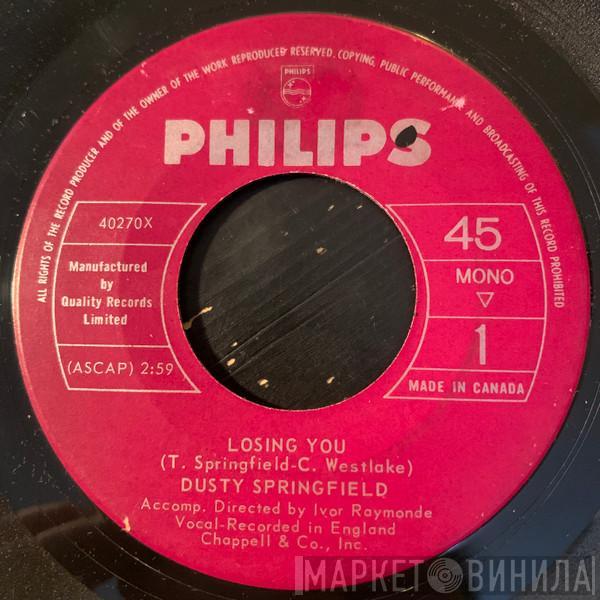 ALL RIGHTS OF THE RECORD PRODUCER AND OF THE OWNER OF THE WORK REPRODUCED RESERVED. COPYING, PUBLIC PERFORMANCE AND BROADCASTING OF THIS RECORD PROHIBITED
PHILIPS
PHILIPS
40270X
Manufactured
by
Quality Records
Limited
(ASCAP) 2:59
45
MONO
1
MADE IN CANADA
LOSING YOU
(T. Springfield-C. Westlake)
DUSTY SPRINGFIELD
Accomp. Directed by Ivor Raymonde
Vocal-Recorded in England
Chappell & Co., Inc.
МАРКЕТ ВИНИЛА